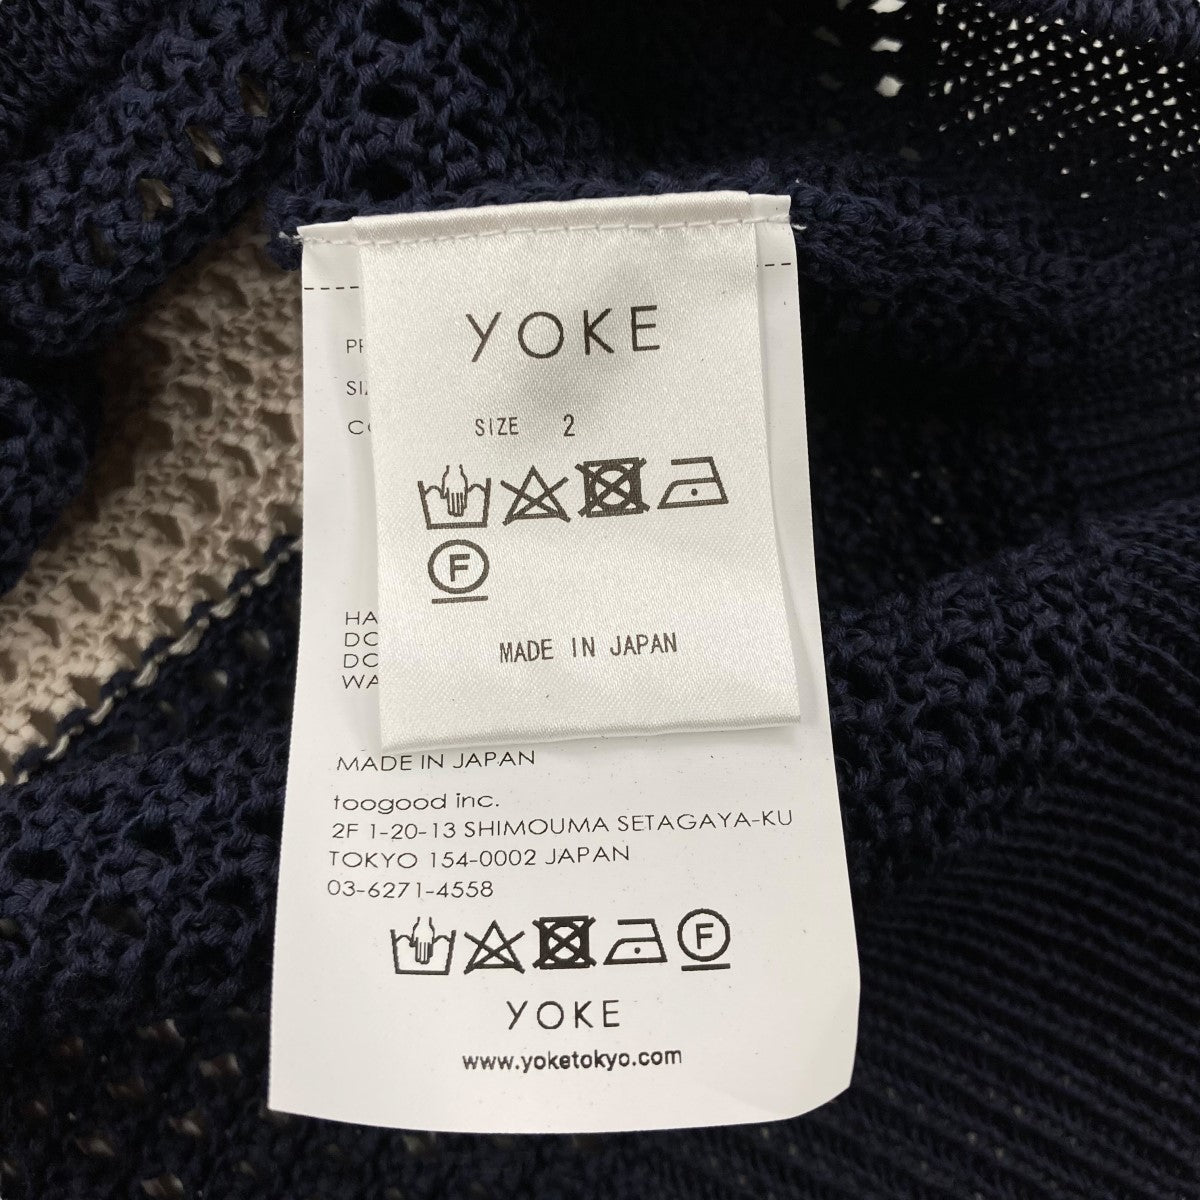 YOKE
SIZE 2
F
MADE IN JAPAN
MADE IN JAPAN
toogood inc.
2F 1-20-13 SHIMOUMA SETAGAYA-KU
TOKYO 154-0002 JAPAN
03-6271-4558
F
YOKE
www.yoketokyo.com